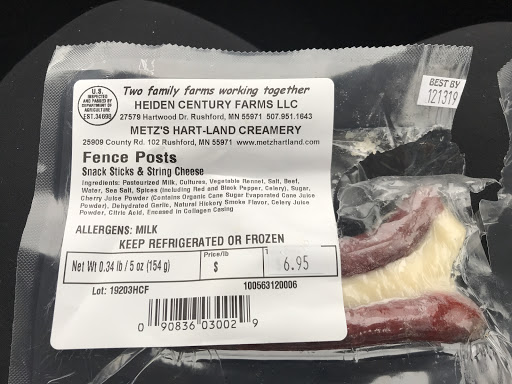 U.S.
INSPECTED
AND PASSED BY
DEPARTMENT OF
AGRICULTURE
EST.34698
Two family farms working together
HEIDEN CENTURY FARMS LLC
27579 Hartwood Dr. Rushford, MN 55971 507.951.1643
METZ'S HART-LAND CREAMERY
25909 County Rd. 102 Rushford, MN 55971 www.metzhartland.com
Fence Posts
Snack Sticks & String Cheese
Ingredients: Pasteurized Milk, Cultures, Vegetable Rennet, Salt, Beef,
Water, Sea Salt, Spices (including Red and Black Pepper, Celery), Sugar,
Cherry Juice Powder (Contains Organic Cane Sugar Evaporated Cane Juice
Powder), Dehydrated Garlic, Natural Hickory Smoke Flavor, Celery Juice
Powder, Citric Acid, Encased in Collagen Casing
ALLERGENS: MILK
KEEP REFRIGERATED OR FROZEN
Net Wt 0.34 lb / 5 oz (154 g)
Price/lb
$
6.95
Lot: 19203HCF
100563120006
0 90836 03002 9
BEST BY
121319